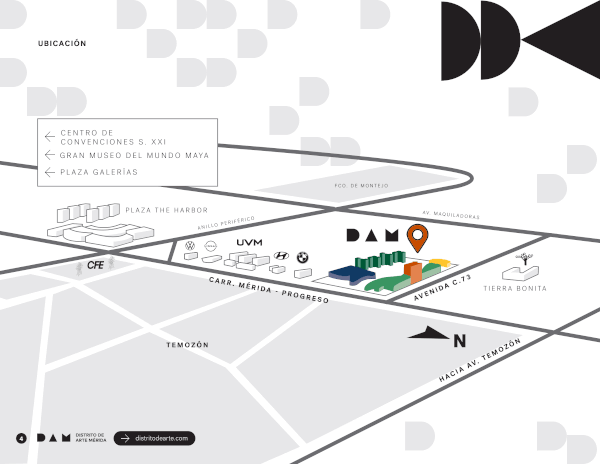 UBICACIÓN
CENTRO DE
CONVENCIONES S. XXI
GRAN MUSEO DEL MUNDO MAYA
PLAZA GALERÍAS
FCO. DE MONTEJO
PLAZA THE HARBOR
ANILLO PERIFÉRICO
AV. MAQUILADORAS
UVM
DAM
CFE
CARR. MÉRIDA - PROGRESO
AVENIDA C.73
TIERRA BONITA
TEMOZÓN
N
HACIA AV. TEMOZÓN
4
DAM
DISTRITO DE
ARTE MÉRIDA
distritodearte.com